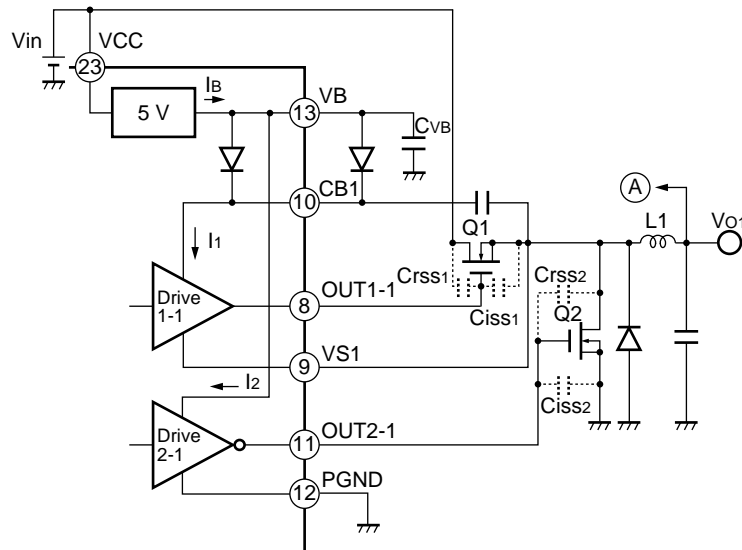 Vin
VCC
23
5 V
IB
VB
13
CVB
10
CB1
Q1
A
L1
VO1
I1
Crss1
Ciss1
Drive
1-1
8
OUT1-1
Crss2
Q2
9
VS1
Ciss2
I2
Drive
2-1
11
OUT2-1
12
PGND